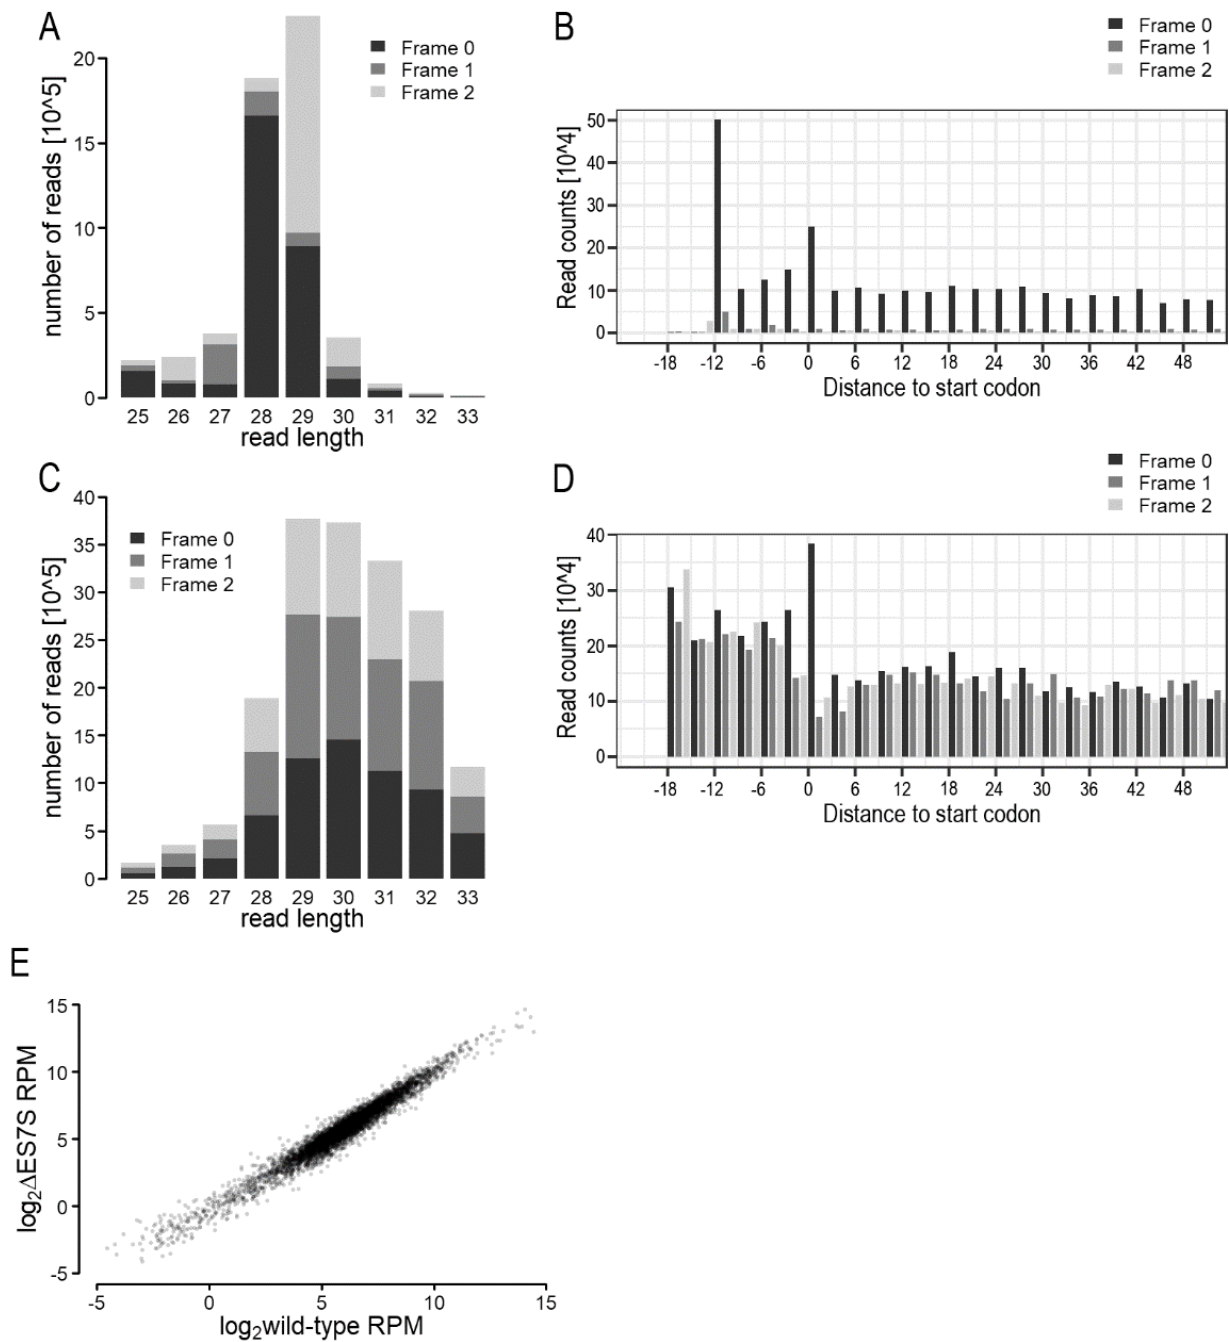 A
number of reads [10^5]
20
15
10
5
0
Frame 0
Frame 1
Frame 2
25 26 27 28 29 30 31 32 33
read length
B
Frame 0
Frame 1
Frame 2
Read counts [10^4]
50
40
30
20
10
0
-18 -12 -6 0 6 12 18 24 30 36 42 48
Distance to start codon
C
number of reads [10^5]
40
35
30
25
20
15
10
5
0
Frame 0
Frame 1
Frame 2
25 26 27 28 29 30 31 32 33
read length
D
Frame 0
Frame 1
Frame 2
Read counts [10^4]
40
30
20
10
0
-18 -12 -6 0 6 12 18 24 30 36 42 48
Distance to start codon
E
log₂ΔES7S RPM
15
10
5
0
-5
-5 0 5 10 15
log₂wild-type RPM